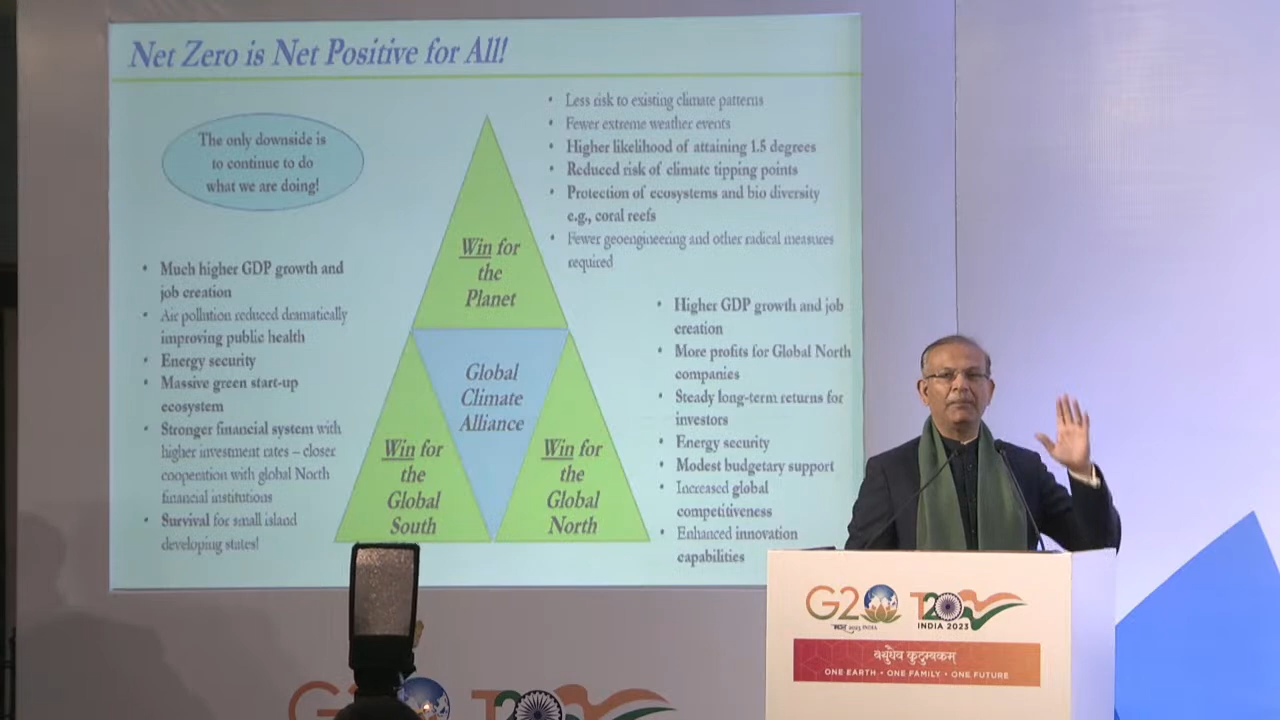 Net Zero is Net Positive for All!
The only downside is
to continue to do
what we are doing!
• Less risk to existing climate patterns
• Fewer extreme weather events
• Higher likelihood of attaining 1.5 degrees
• Reduced risk of climate tipping points
• Protection of ecosystems and bio diversity
e.g., coral reefs
• Fewer geoengineering and other radical measures
required
Win for
the
Planet
• Much higher GDP growth and
job creation
• Air pollution reduced dramatically
improving public health
• Energy security
• Massive green start-up
ecosystem
• Stronger financial system with
higher investment rates – closer
cooperation with global North
financial institutions
• Survival for small island
developing states!
Global
Climate
Alliance
Win for
the
Global
South
Win for
the
Global
North
• Higher GDP growth and job
creation
• More profits for Global North
companies
• Steady long-term returns for
investors
• Energy security
• Modest budgetary support
• Increased global
competitiveness
• Enhanced innovation
capabilities
G20
T20
INDIA 2023
वसुधैव कुटुम्बकम्
ONE EARTH • ONE FAMILY • ONE FUTURE
G20
T20